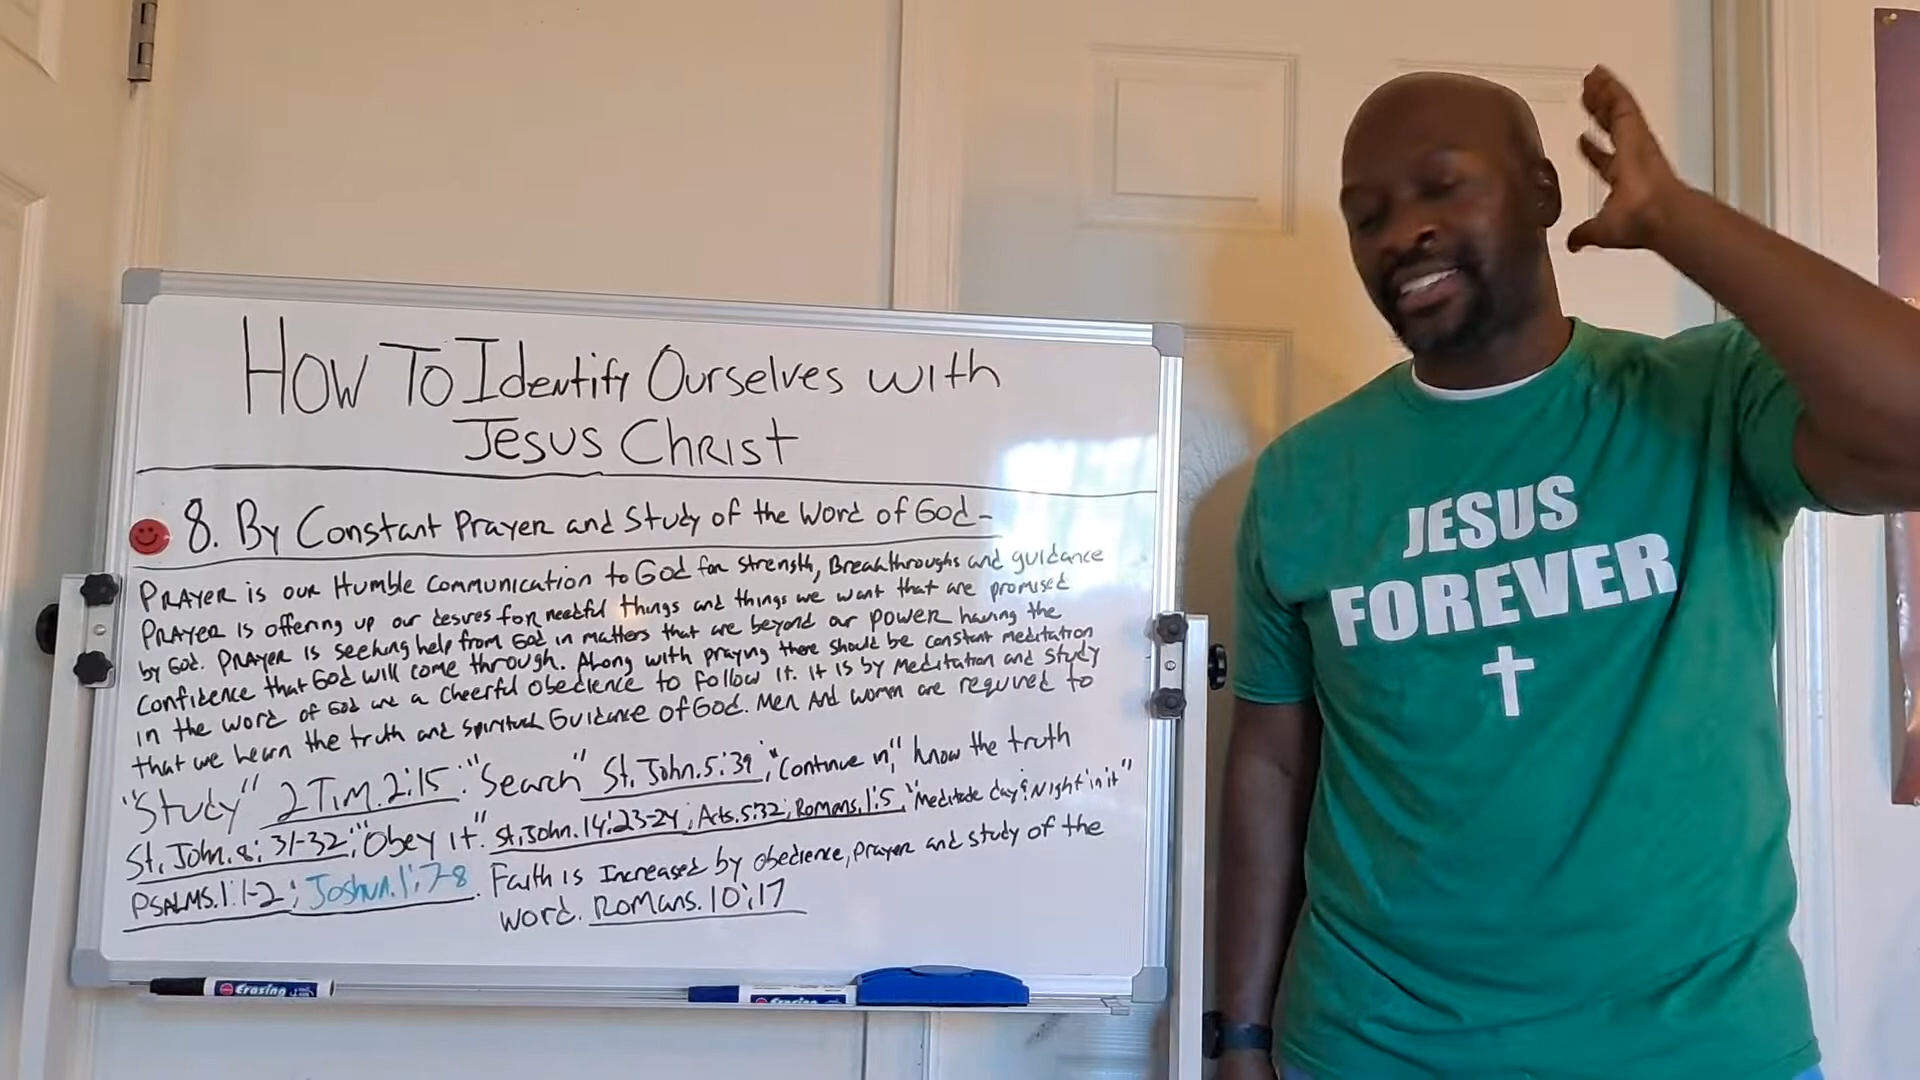 HOW TO Identify Ourselves with
Jesus Christ
8. By Constant Prayer and Study of the Word of God-
Prayer is our Humble Communication to God for strength, Breakthroughs and guidance
Prayer is offering up our desires for needful things and things we want that are promised
by God. Prayer is seeking help from God in matters that are beyond our power having the
confidence that God will come through. Along with praying there should be constant meditation
in the word of God and a cheerful obedience to follow it. it is by Meditation and study
that we learn the truth and spiritual Guidance of God. Men And women are required to
"Study" 2 Tim. 2:15; "Search" St. John. 5:39; "Continue in," know the truth
St. John. 8:31-32; "Obey it". St. John. 14:23-24; Acts. 5:32; Romans. 1:5, "Meditate day & Night in it"
Psalms. 1:1-2; Joshua. 1:7-8. Faith is Increased by obedience, prayer and study of the
word. Romans. 10:17
Erasing
JESUS
FOREVER